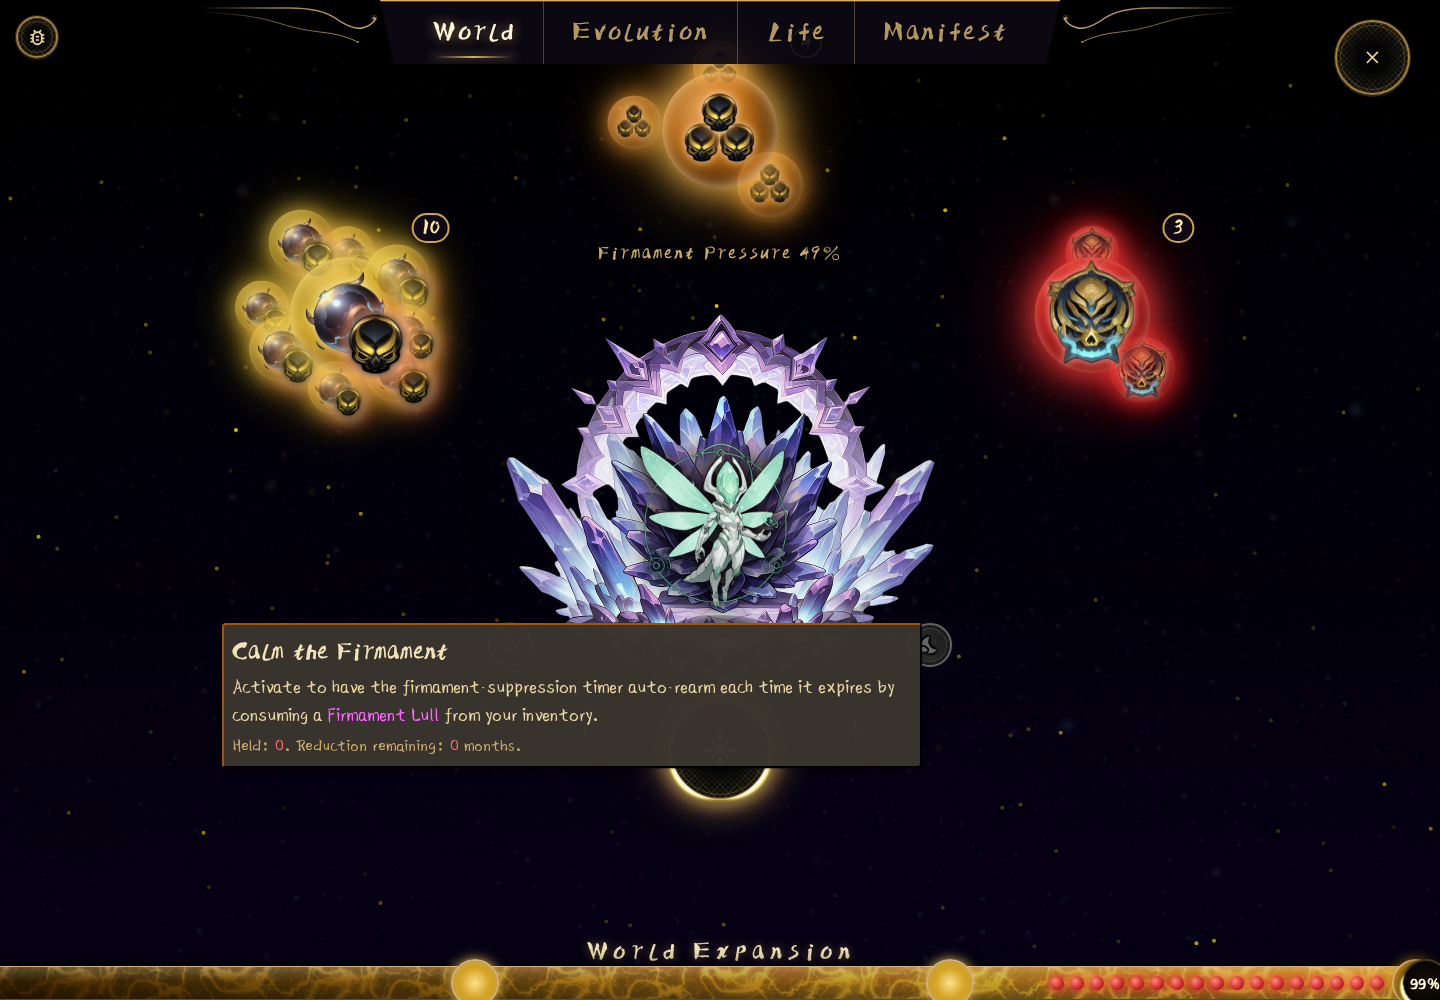 World
Evolution
Life
Manifest
10
3
Firmament Pressure 49%
Calm the Firmament
Activate to have the firmament-suppression timer auto-rearm each time it expires by
consuming a Firmament Lull from your inventory.
Held: 0. Reduction remaining: 0 months.
World Expansion
99%